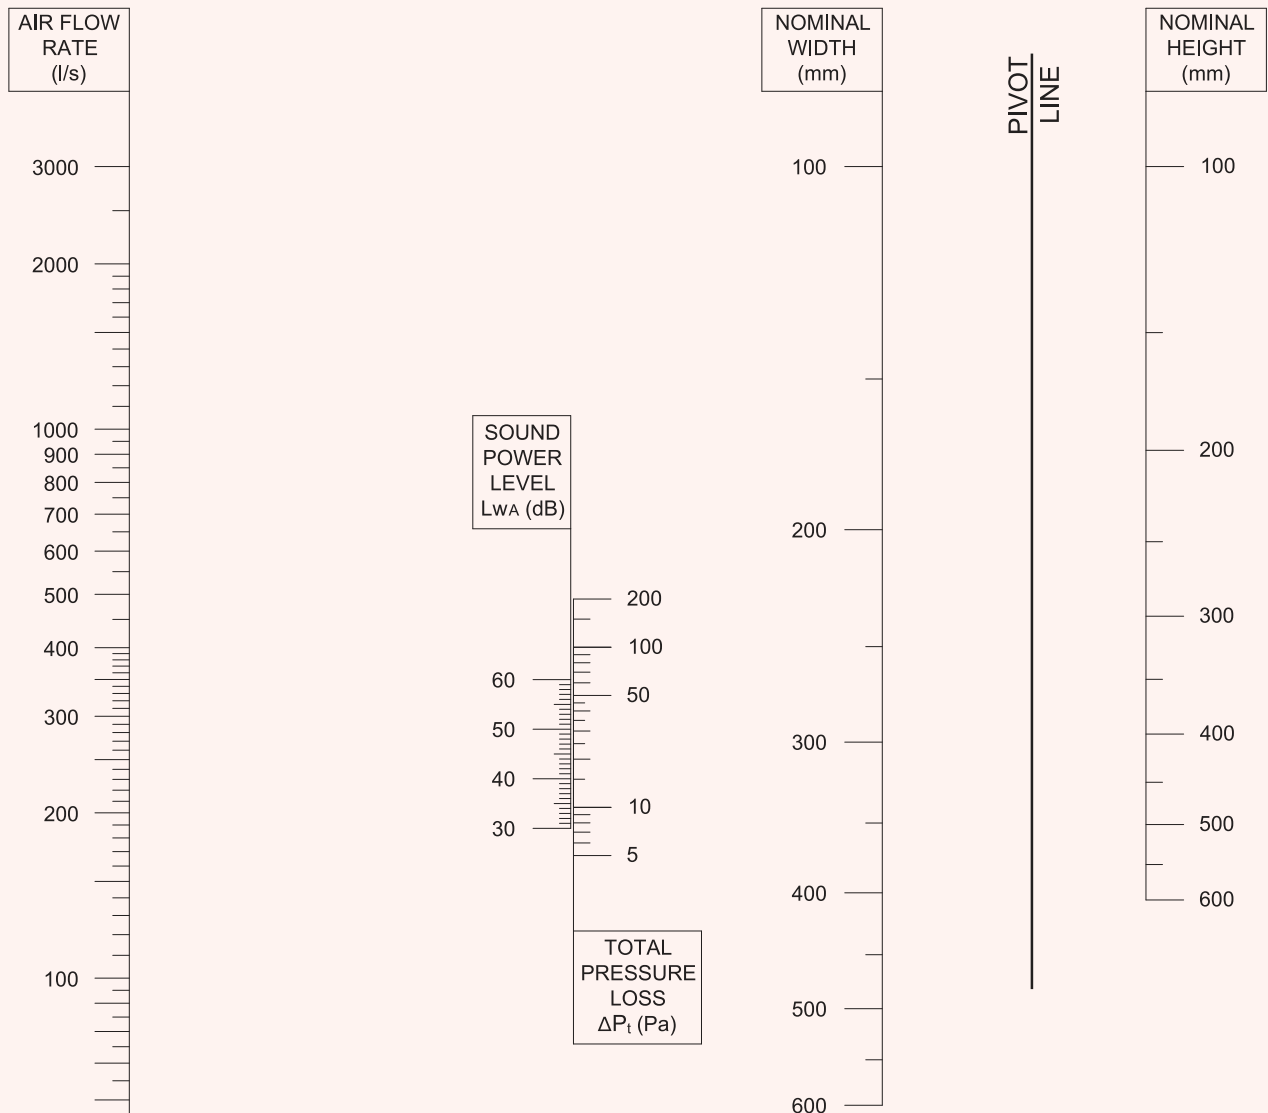 AIR FLOW
RATE
(l/s)
3000
2000
1000
900
800
700
600
500
400
300
200
100
SOUND
POWER
LEVEL
LWA (dB)
60
50
40
30
200
100
50
10
5
TOTAL
PRESSURE
LOSS
ΔPt (Pa)
NOMINAL
WIDTH
(mm)
100
200
300
400
500
600
PIVOT
LINE
NOMINAL
HEIGHT
(mm)
100
200
300
400
500
600